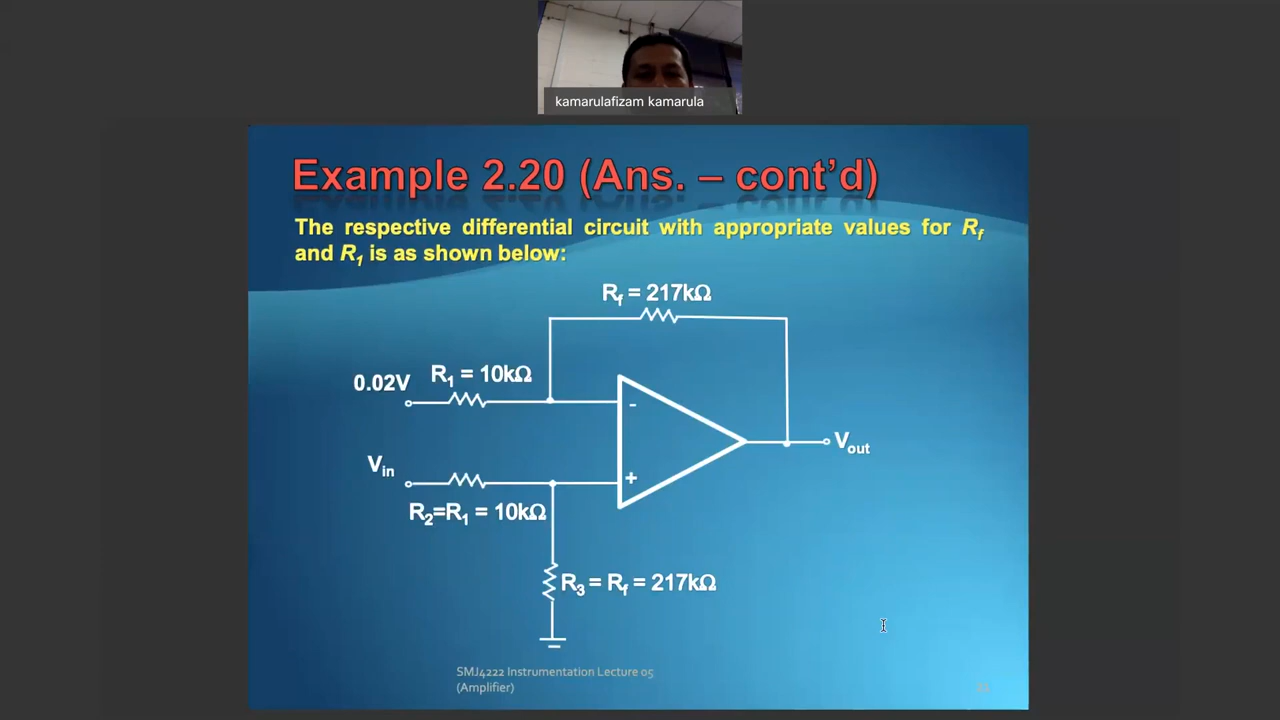 kamarulafizam kamarula
Example 2.20 (Ans. – cont’d)
The respective differential circuit with appropriate values for Rf
and R1 is as shown below:
Rf = 217kΩ
0.02V
R1 = 10kΩ
-
Vin
+
Vout
R2=R1 = 10kΩ
R3 = Rf = 217kΩ
SMJ4222 Instrumentation Lecture 05
(Amplifier)